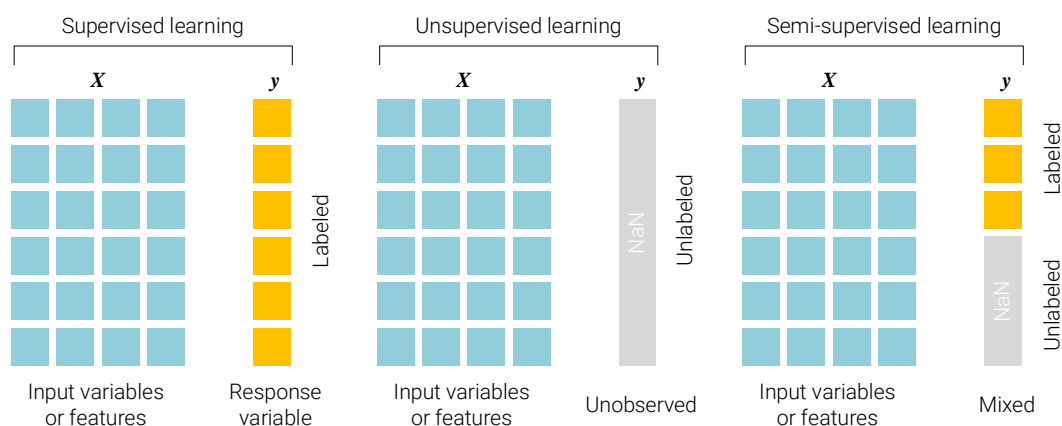 Supervised learning
X
y
Labeled
Input variables
or features
Response
variable
Unsupervised learning
X
y
NaN
Unlabeled
Input variables
or features
Unobserved
Semi-supervised learning
X
y
Labeled
NaN
Unlabeled
Input variables
or features
Mixed